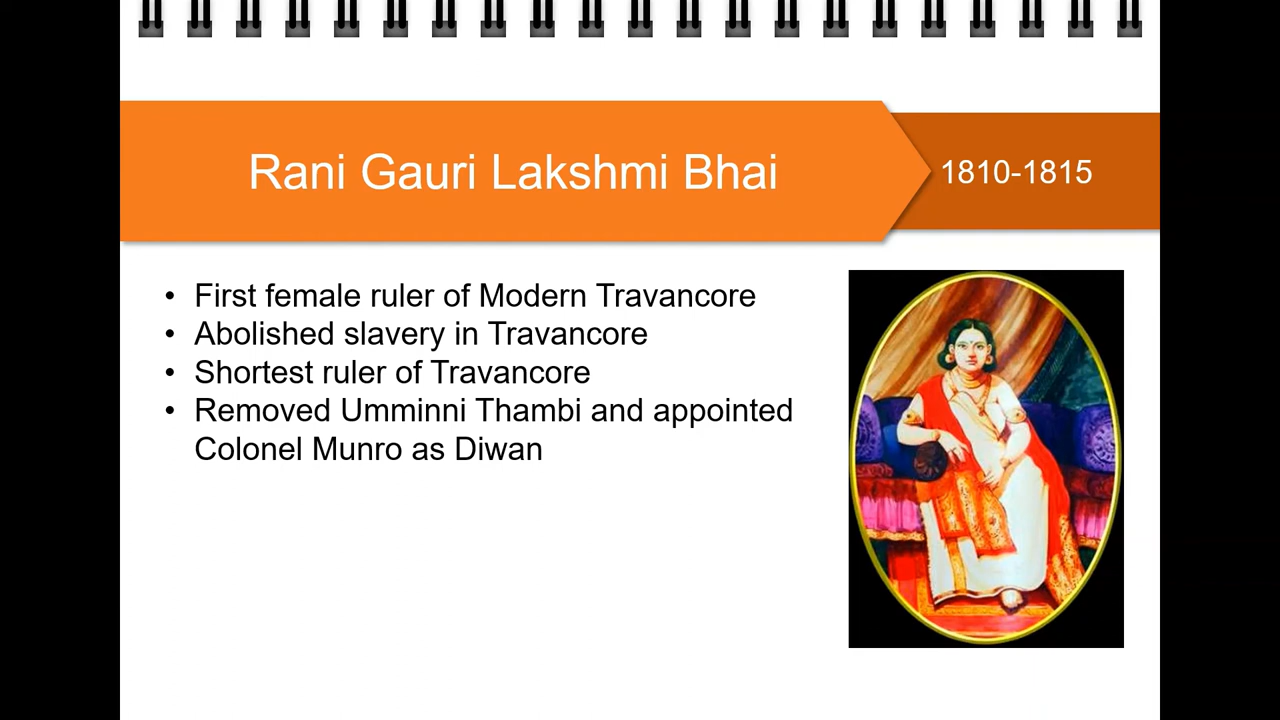 Rani Gauri Lakshmi Bhai
1810-1815
• First female ruler of Modern Travancore
• Abolished slavery in Travancore
• Shortest ruler of Travancore
• Removed Umminni Thambi and appointed
Colonel Munro as Diwan